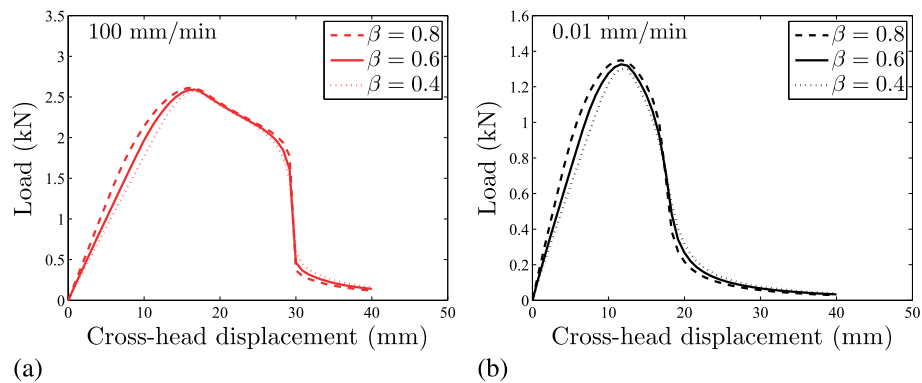 100 mm/min
β = 0.8
β = 0.6
β = 0.4
3.5
3
2.5
2
1.5
1
0.5
0
0 10 20 30 40 50
Load (kN)
Cross-head displacement (mm)
(a)
0.01 mm/min
β = 0.8
β = 0.6
β = 0.4
1.6
1.4
1.2
1
0.8
0.6
0.4
0.2
0
0 10 20 30 40 50
Load (kN)
Cross-head displacement (mm)
(b)